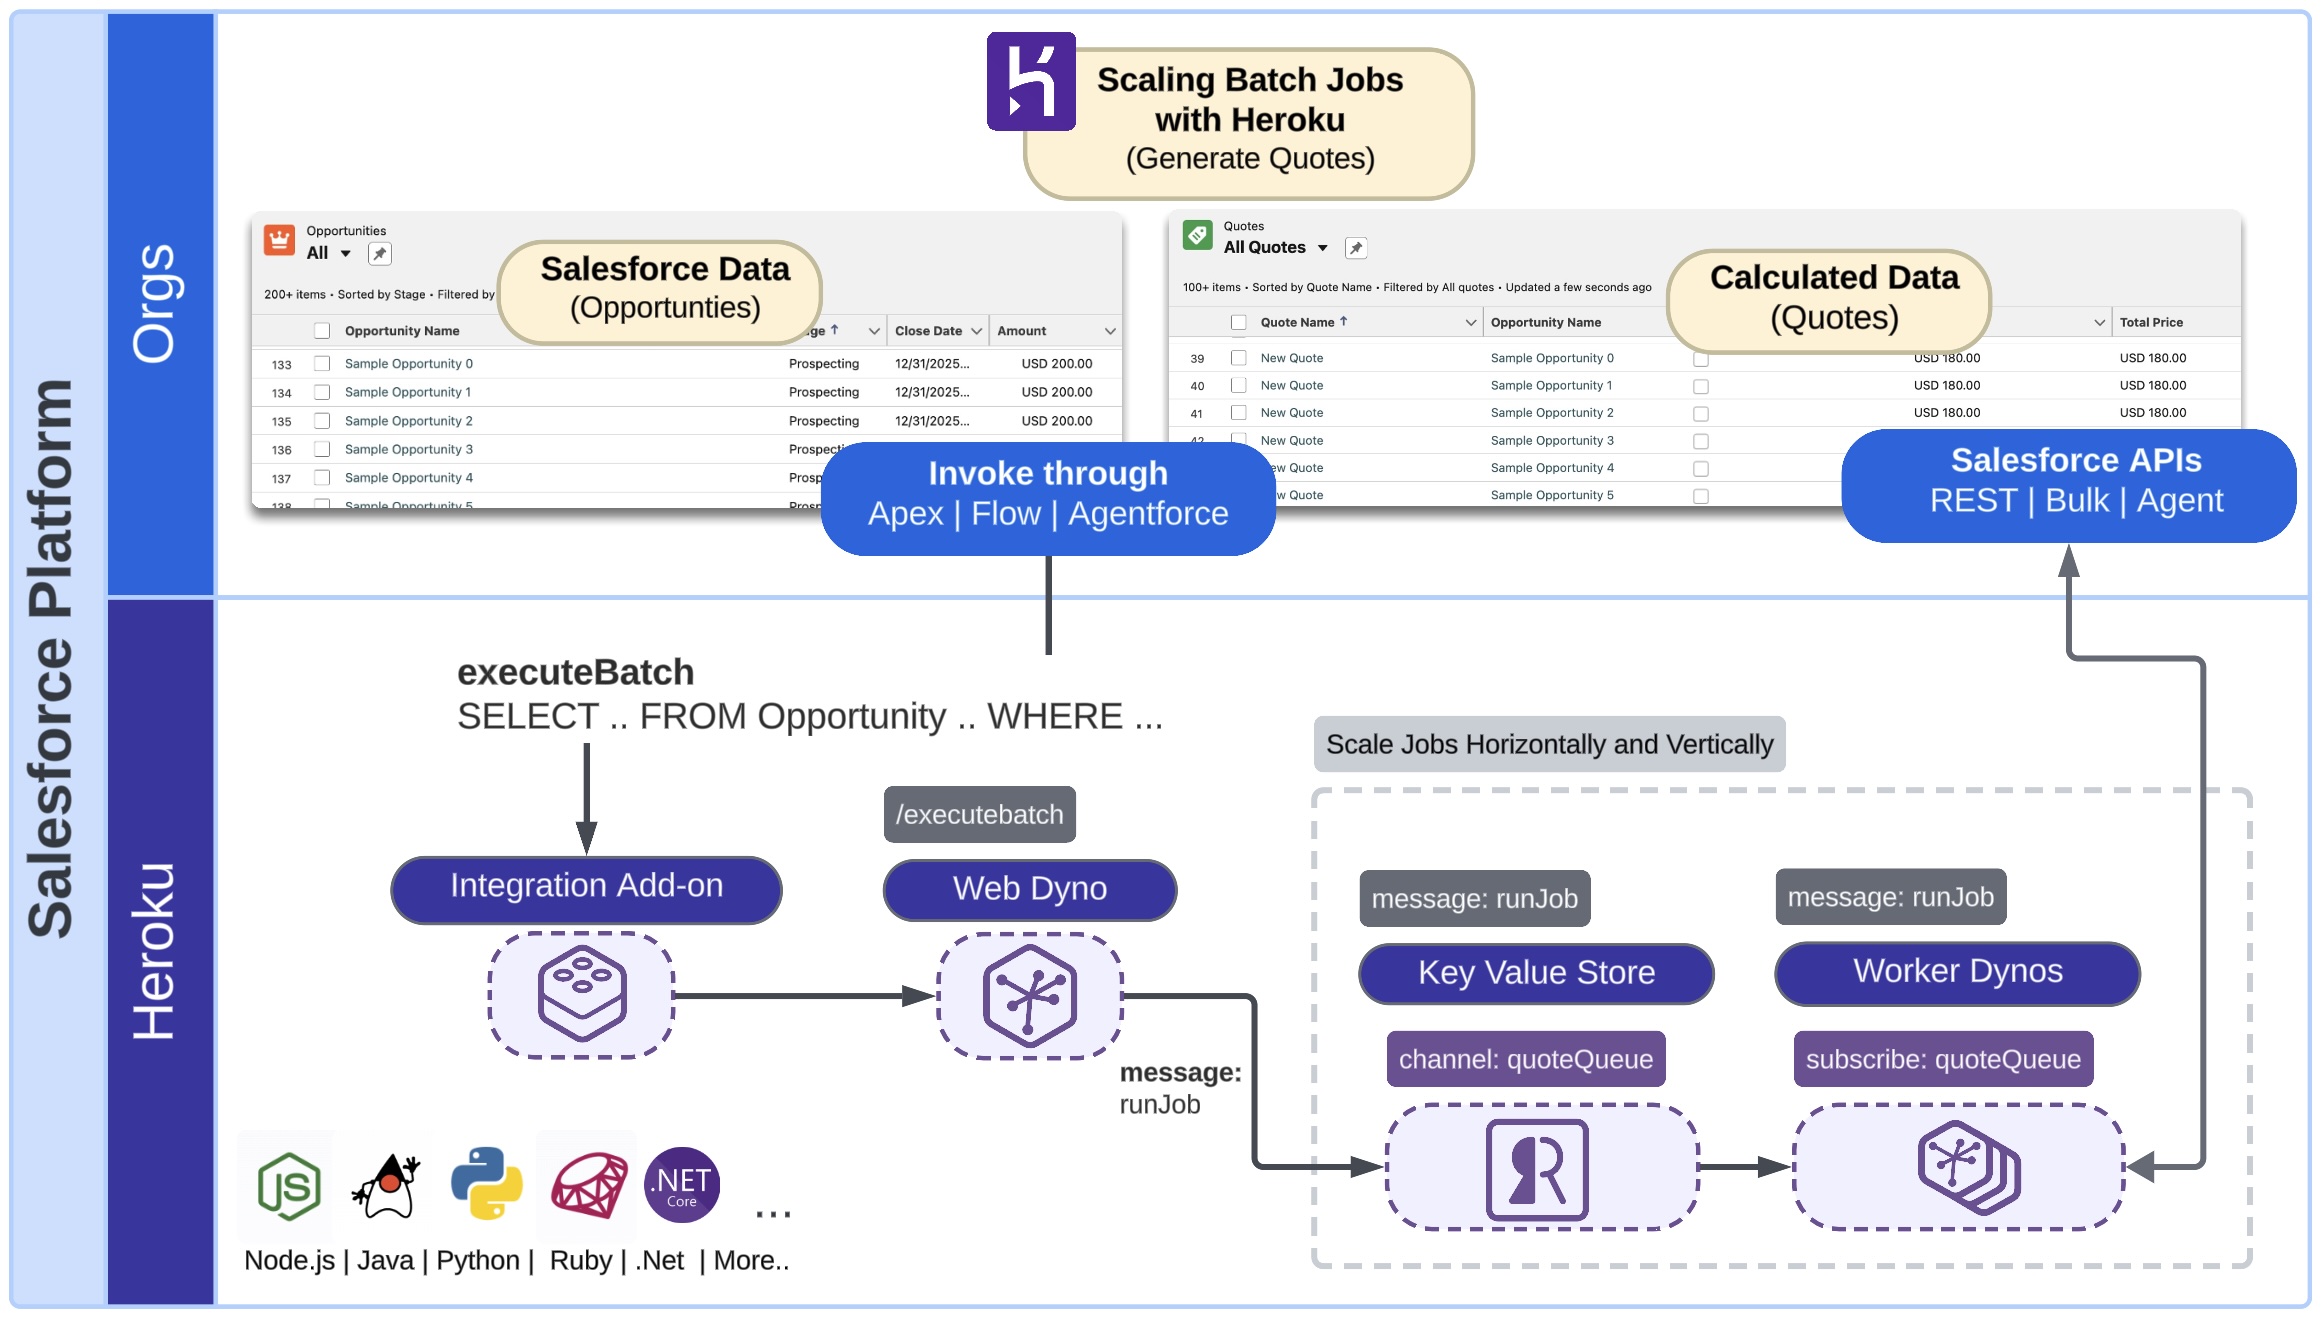 Salesforce Platform
Orgs
Heroku
Scaling Batch Jobs
with Heroku
(Generate Quotes)
Opportunities
All
200+ items • Sorted by Stage • Filtered by
Salesforce Data
(Opportunties)
Opportunity Name
ge ↑
Close Date
Amount
133 Sample Opportunity 0 Prospecting 12/31/2025... USD 200.00
134 Sample Opportunity 1 Prospecting 12/31/2025... USD 200.00
135 Sample Opportunity 2 Prospecting 12/31/2025... USD 200.00
136 Sample Opportunity 3 Prospecti
137 Sample Opportunity 4 Prosp
138 Sample Opportunity 5 Prosp
Quotes
All Quotes
100+ items • Sorted by Quote Name • Filtered by All quotes • Updated a few seconds ago
Calculated Data
(Quotes)
Quote Name ↑
Opportunity Name
Total Price
39 New Quote Sample Opportunity 0 USD 180.00 USD 180.00
40 New Quote Sample Opportunity 1 USD 180.00 USD 180.00
41 New Quote Sample Opportunity 2 USD 180.00 USD 180.00
42 New Quote Sample Opportunity 3
ew Quote Sample Opportunity 4
w Quote Sample Opportunity 5
Invoke through
Apex | Flow | Agentforce
Salesforce APIs
REST | Bulk | Agent
executeBatch
SELECT .. FROM Opportunity .. WHERE ...
Scale Jobs Horizontally and Vertically
/executebatch
Integration Add-on
Web Dyno
message: runJob
message: runJob
Key Value Store
Worker Dynos
channel: quoteQueue
subscribe: quoteQueue
message:
runJob
JS
.NET
Core
...
Node.js | Java | Python | Ruby | .Net | More..